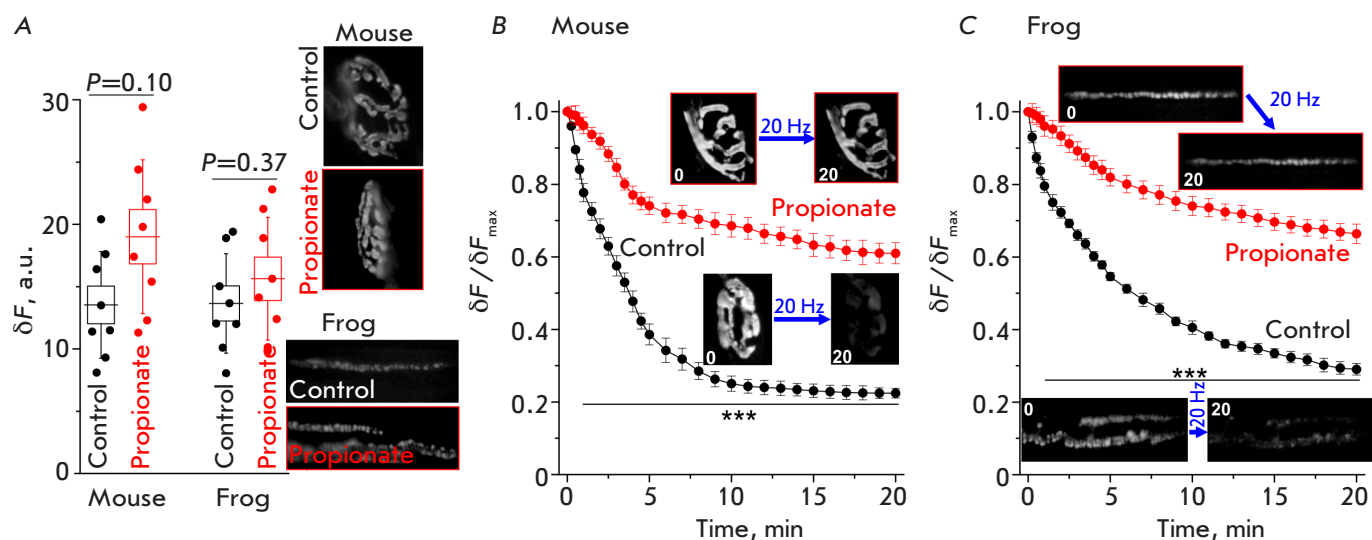 A
Mouse
Control
Propionate
P=0.10
P=0.37
30
20
10
0
δF, a.u.
Control
Propionate
Control
Propionate
Mouse
Frog
Frog
Control
Propionate
B
Mouse
1.0
0.8
0.6
0.4
0.2
0
δF/δFmax
0
20 Hz
20
Propionate
Control
0
20 Hz
20
***
0
5
10
15
20
Time, min
C
Frog
1.0
0.8
0.6
0.4
0.2
0
δF/δFmax
0
20 Hz
20
Propionate
Control
***
0
20 Hz
20
0
5
10
15
20
Time, min